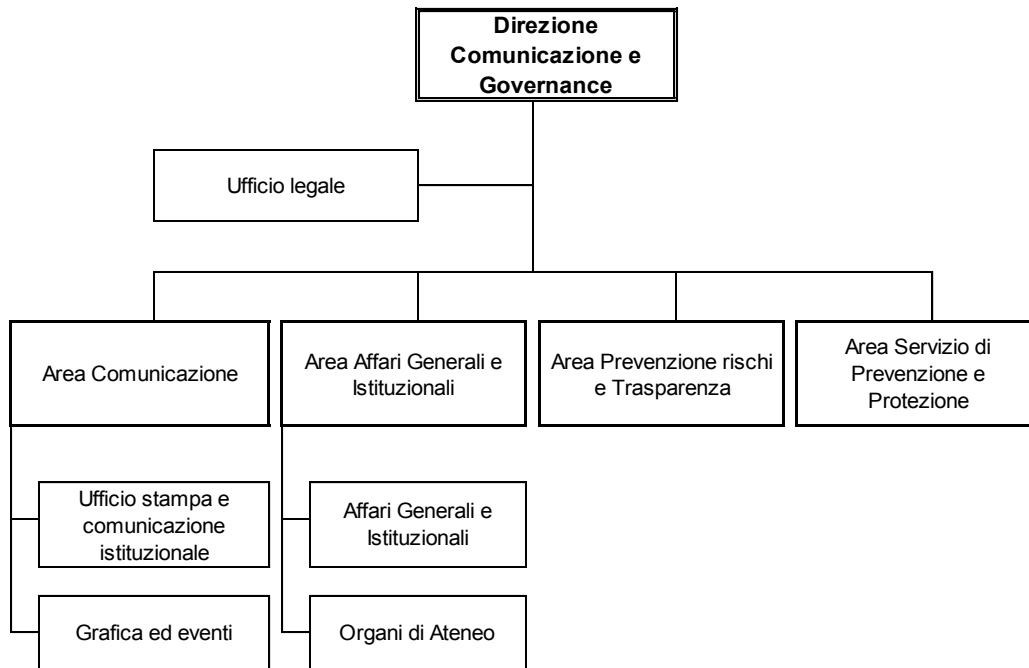 Direzione
Comunicazione e
Governance
Ufficio legale
Area Comunicazione
Area Affari Generali e
Istituzionali
Area Prevenzione rischi
e Trasparenza
Area Servizio di
Prevenzione e
Protezione
Ufficio stampa e
comunicazione
istituzionale
Affari Generali e
Istituzionali
Grafica ed eventi
Organi di Ateneo